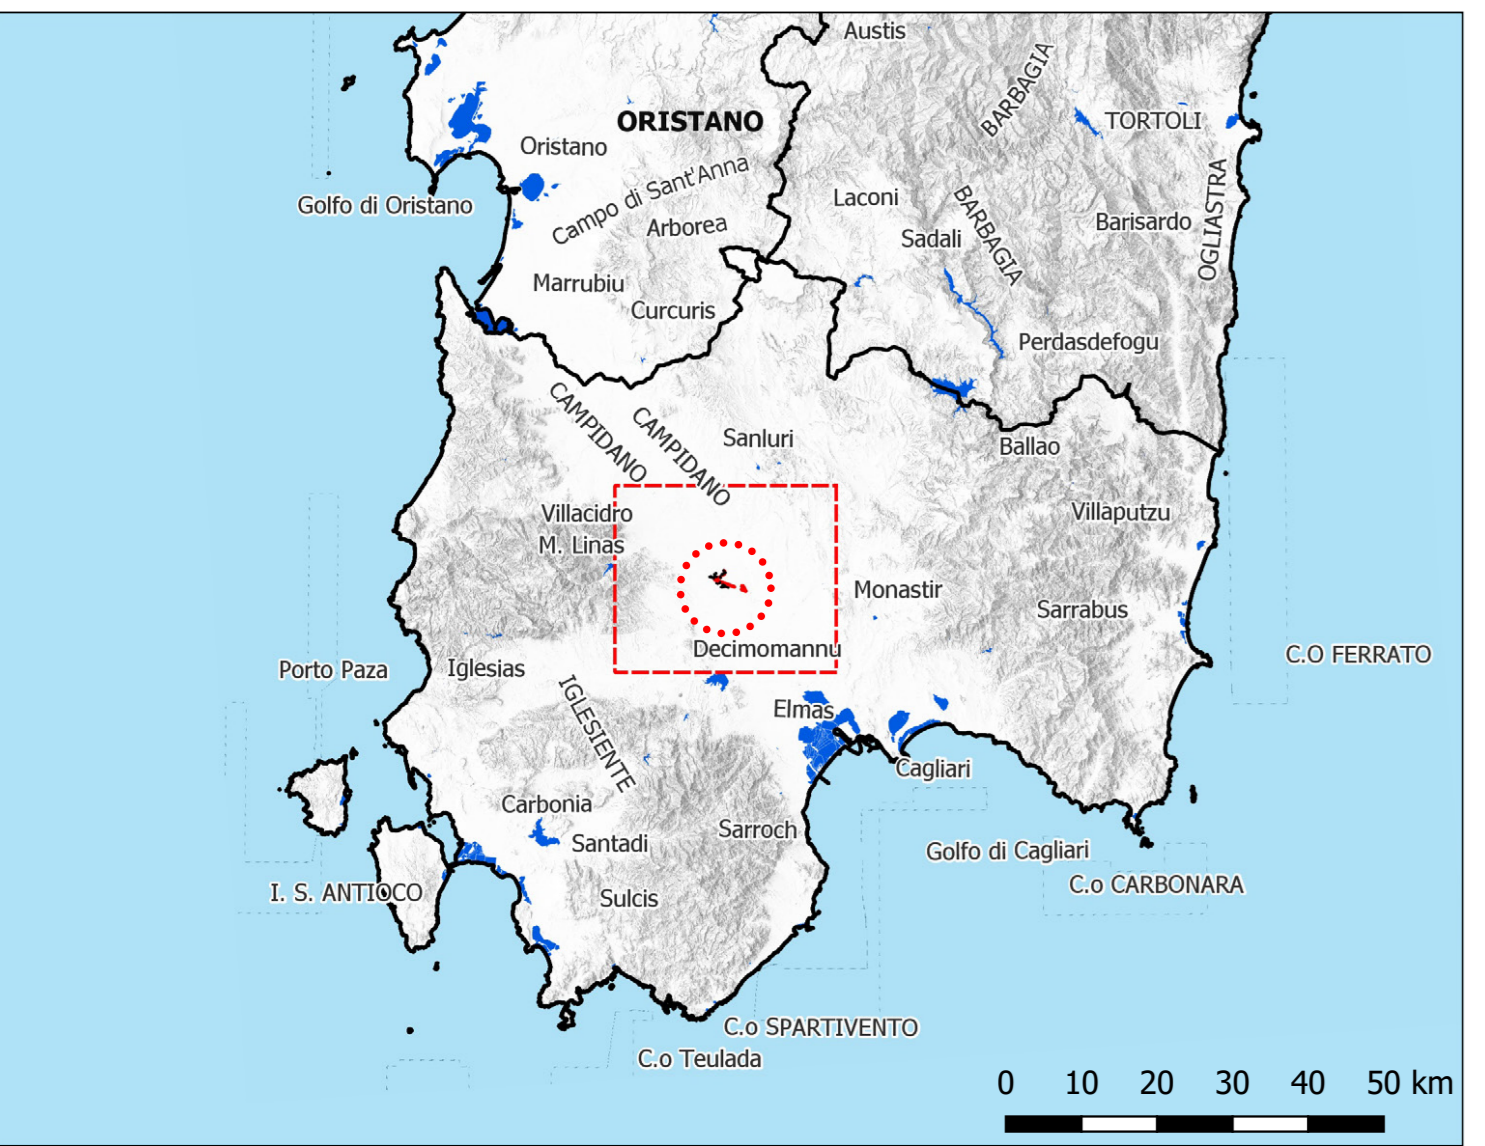 Austis
BARBAGIA
ORISTANO
TORTOLI
Oristano
Campo di Sant'Anna
Laconi
Golfo di Oristano
Arborea
BARBAGIA
Barisardo
OGLIASTRA
Sadali
Marrubiu
Curcuris
Perdasdefogu
CAMPIDANO
CAMPIDANO
Sanluri
Ballao
Villacidro
Villaputzu
M. Linas
Monastir
Sarrabus
Decimomannu
C.O FERRATO
Porto Paza
Iglesias
IGLESIENTE
Elmas
Cagliari
Carbonia
Santadi
Sarroch
Golfo di Cagliari
C.o CARBONARA
I. S. ANTIOCO
Sulcis
C.o SPARTIVENTO
C.o Teulada
0 10 20 30 40 50 km